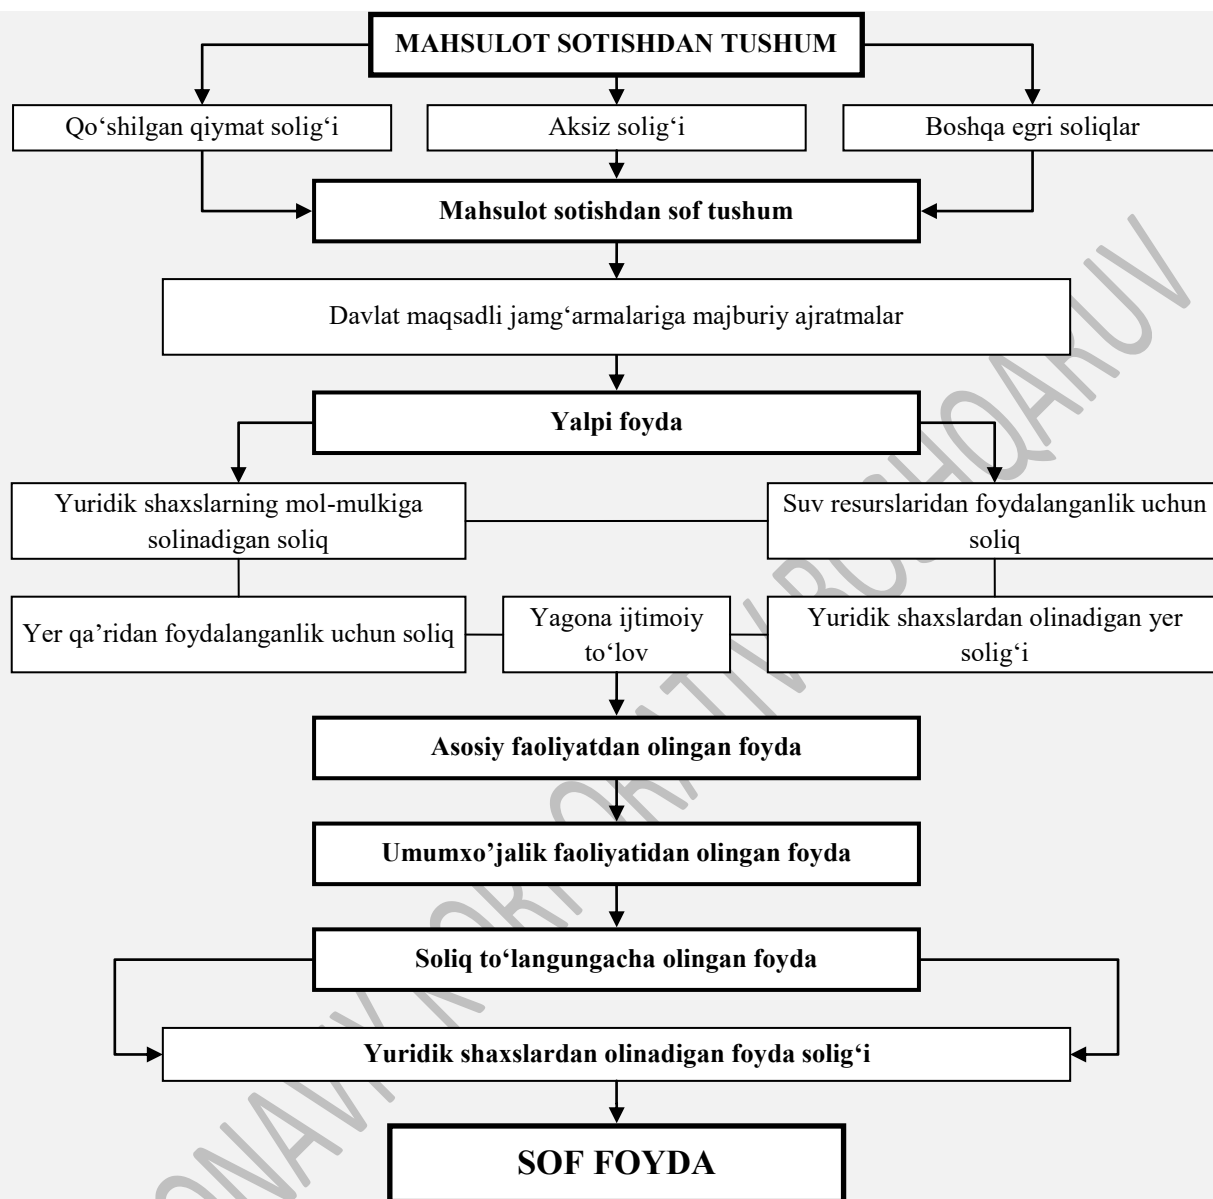 MAHSULOT SOTISHDAN TUSHUM
Qo‘shilgan qiymat solig‘i
Aksiz solig‘i
Boshqa egri soliqlar
Mahsulot sotishdan sof tushum
Davlat maqsadli jamg‘armalariga majburiy ajratmalar
Yalpi foyda
Yuridik shaxslarning mol-mulkiga
solinadigan soliq
Suv resurslaridan foydalanganlik uchun
soliq
Yer qa’ridan foydalanganlik uchun soliq
Yagona ijtimoiy
to‘lov
Yuridik shaxslardan olinadigan yer
solig‘i
Asosiy faoliyatdan olingan foyda
Umumxo’jalik faoliyatidan olingan foyda
Soliq to‘langungacha olingan foyda
Yuridik shaxslardan olinadigan foyda solig‘i
SOF FOYDA